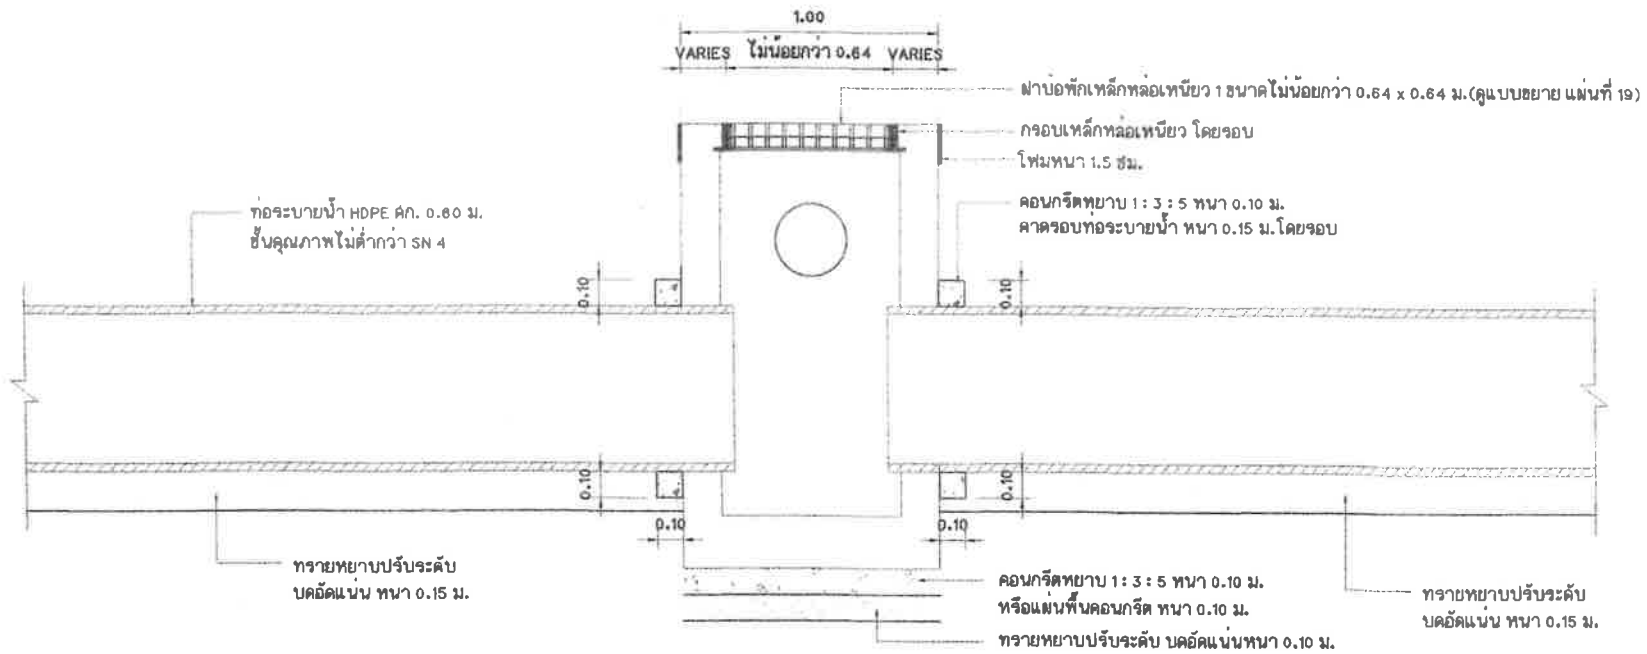 1.00
VARIES ไม่น้อยกว่า 0.64 VARIES
ฝาบ่อพักเหล็กหล่อเหนียว 1 ขนาดไม่น้อยกว่า 0.64 x 0.64 ม.(ดูแบบขยาย แผ่นที่ 19)
กรอบเหล็กหล่อเหนียว โดยรอบ
โฟมหนา 1.5 ซม.
ท่อระบายน้ำ HDPE ศก. 0.60 ม.
ชั้นคุณภาพไม่ต่ำกว่า SN 4
คอนกรีตหยาบ 1 : 3 : 5 หนา 0.10 ม.
คาดรอบท่อระบายน้ำ หนา 0.15 ม.โดยรอบ
0.10
0.10
0.10
0.10
0.10
0.10
ทรายหยาบปรับระดับ
บดอัดแน่น หนา 0.15 ม.
คอนกรีตหยาบ 1 : 3 : 5 หนา 0.10 ม.
หรือแผ่นพื้นคอนกรีต หนา 0.10 ม.
ทรายหยาบปรับระดับ บดอัดแน่นหนา 0.10 ม.
ทรายหยาบปรับระดับ
บดอัดแน่น หนา 0.15 ม.